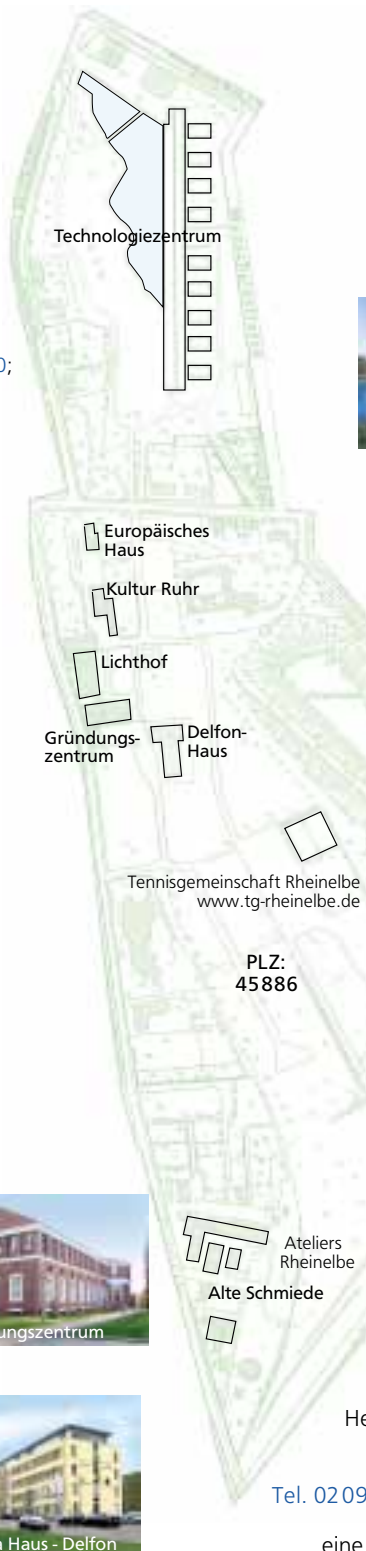 Technologiezentrum
0;
Europäisches
Haus
Kultur Ruhr
Lichthof
Gründungs-
zentrum
Delfon-
Haus
Tennisgemeinschaft Rheinelbe
www.tg-rheinelbe.de
PLZ:
45886
Ateliers
Rheinelbe
Alte Schmiede
ungszentrum
He
Tel. 0209
Haus - Delfon
eine